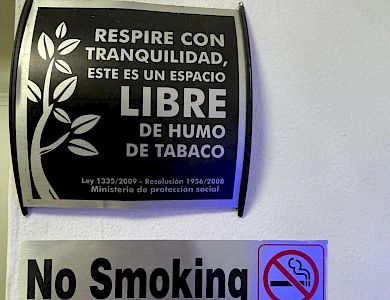 RESPIRE CON
TRANQUILIDAD,
ESTE ES UN ESPACIO
LIBRE
DE HUMO
DE TABACO
Ley 1335/2009 - Resolución 1956/2008
Ministerio de protección social
No Smoking